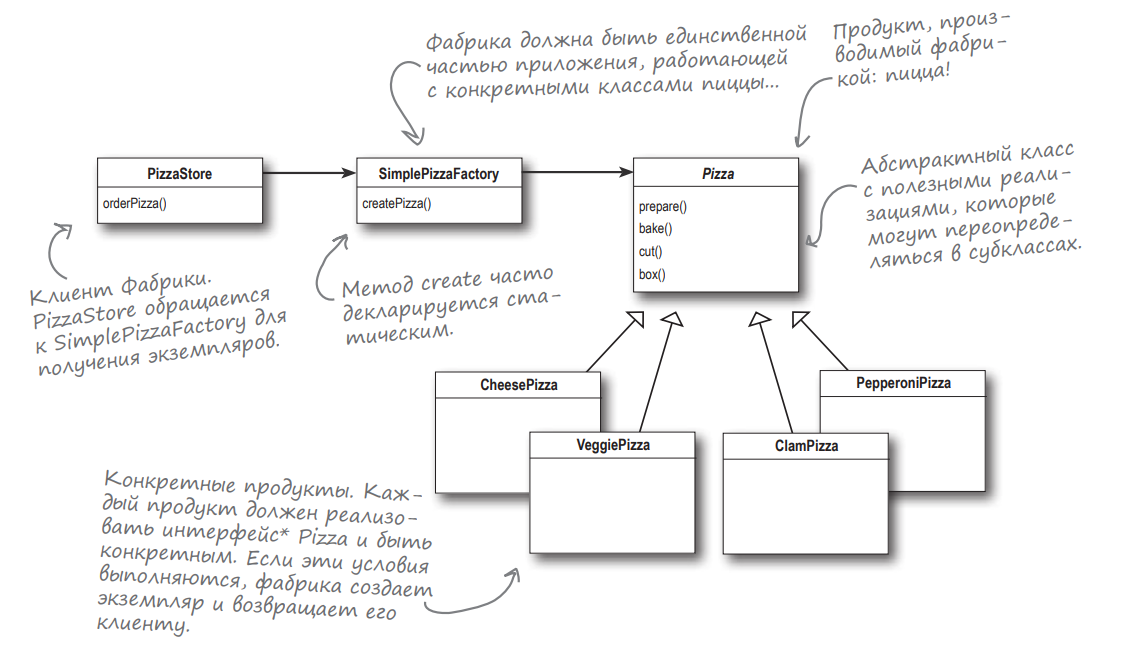 Фабрика должна быть единственной
частью приложения, работающей
с конкретными классами пиццы...
Продукт, произ-
водимый фабри-
кой: пицца!
PizzaStore
orderPizza()
SimplePizzaFactory
createPizza()
Pizza
prepare()
bake()
cut()
box()
Абстрактный класс
с полезными реали-
зациями, которые
могут переопреде-
ляться в субклассах.
Клиент Фабрики.
PizzaStore обращается
к SimplePizzaFactory для
получения экземпляров.
Метод create часто
декларируется ста-
тическим.
CheesePizza
VeggiePizza
ClamPizza
PepperoniPizza
Конкретные продукты. Каж-
дый продукт должен реализо-
вать интерфейс* Pizza и быть
конкретным. Если эти условия
выполняются, фабрика создает
экземпляр и возвращает его
клиенту.